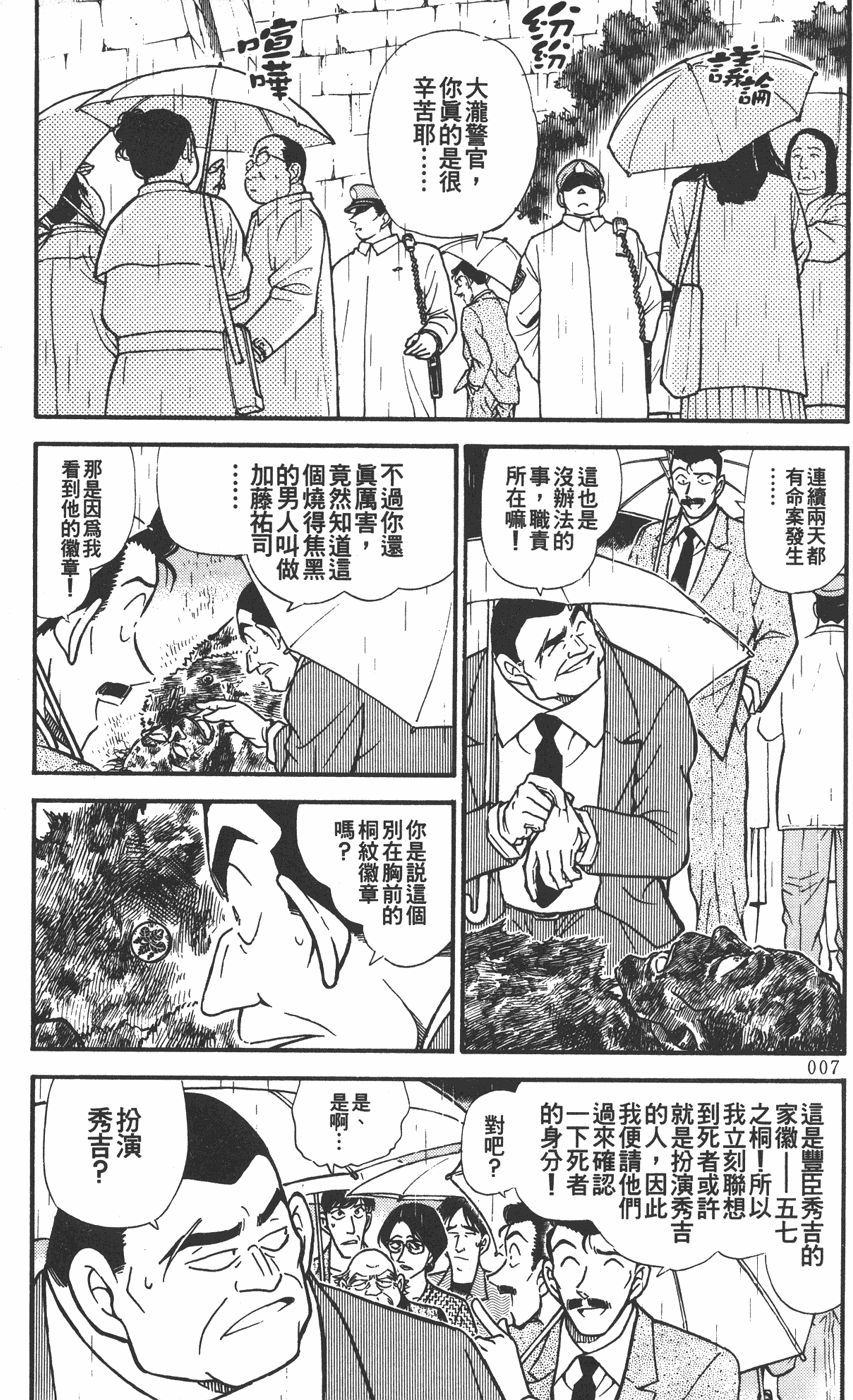 議論
紛紛
喧嘩
大瀧警官，
你真的是很
辛苦耶……
連續兩天都
有命案發生
……
這也是
沒辦法的
事，職責
所在嘛！
不過你還
真厲害，
竟然知道這
個燒得焦黑
的男人叫做
加藤祐司
……
那是因為我
看到他的徽
章！
你是說這個
別在胸前的
桐紋徽章
嗎？
007
這是豐臣秀吉的
家徽——五七
之桐！所以
我立刻聯想
到死者或許
就是扮演秀吉
的人，因此
我便請他們
過來確認
一下死者
的身分！
對吧？
是、
是啊…
扮演
秀吉？